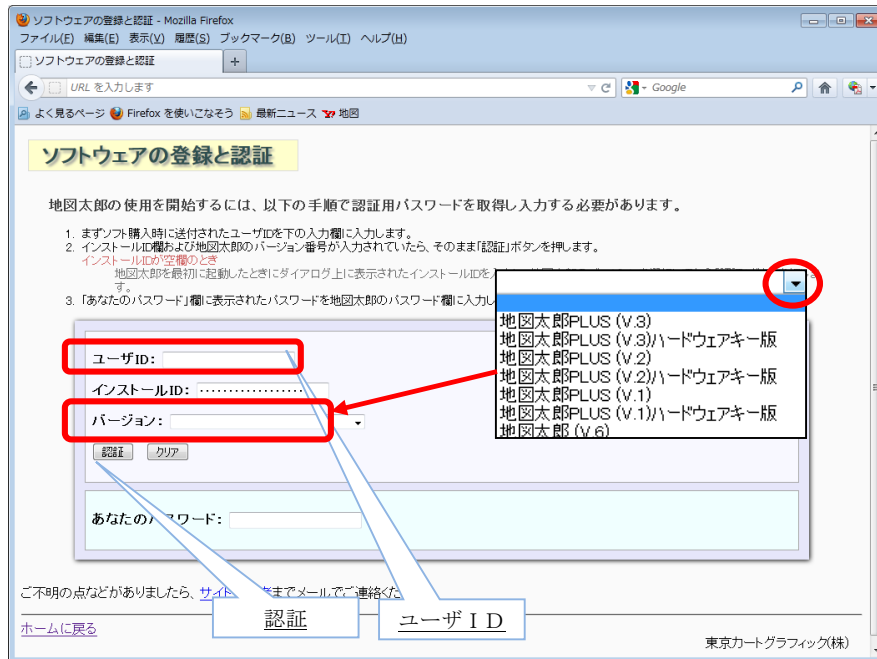 ソフトウェアの登録と認証 - Mozilla Firefox
ファイル(F) 編集(E) 表示(V) 履歴(S) ブックマーク(B) ツール(T) ヘルプ(H)
ソフトウェアの登録と認証 +
URL を入力します Google
よく見るページ Firefox を使いこなそう 最新ニュース 地図
ソフトウェアの登録と認証
地図太郎の使用を開始するには、以下の手順で認証用パスワードを取得し入力する必要があります。
1. まずソフト購入時に送付されたユーザIDを下の入力欄に入力します。
2. インストールID欄および地図太郎のバージョン番号が入力されていたら、そのまま「認証」ボタンを押します。
インストールIDが空欄のとき
地図太郎を最初に起動したときにダイアログ上に表示されたインストールIDを
す。
3. 「あなたのパスワード」欄に表示されたパスワードを地図太郎のパスワード欄に入力し
地図太郎PLUS (V.3)
地図太郎PLUS (V.3)ハードウェアキー版
地図太郎PLUS (V.2)
地図太郎PLUS (V.2)ハードウェアキー版
地図太郎PLUS (V.1)
地図太郎PLUS (V.1)ハードウェアキー版
地図太郎 (V.6)
ユーザID:
インストールID: ··················
バージョン:
認証 クリア
あなたのパスワード:
ご不明の点などがありましたら、サイト 者までメールでご連絡くだ
認証
ユーザＩＤ
ホームに戻る
東京カートグラフィック(株)